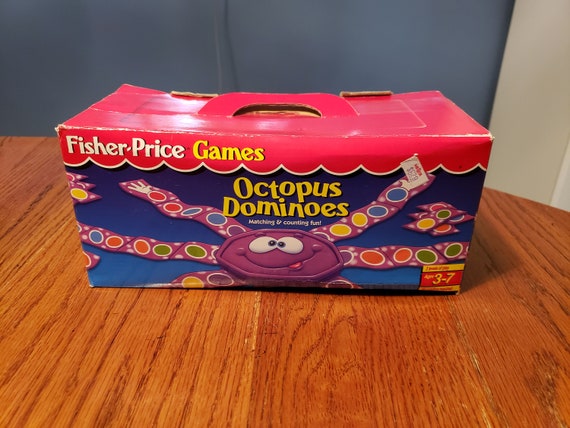 Fisher-Price Games
Octopus
Dominoes
Matching & counting fun!
Ages 3-7